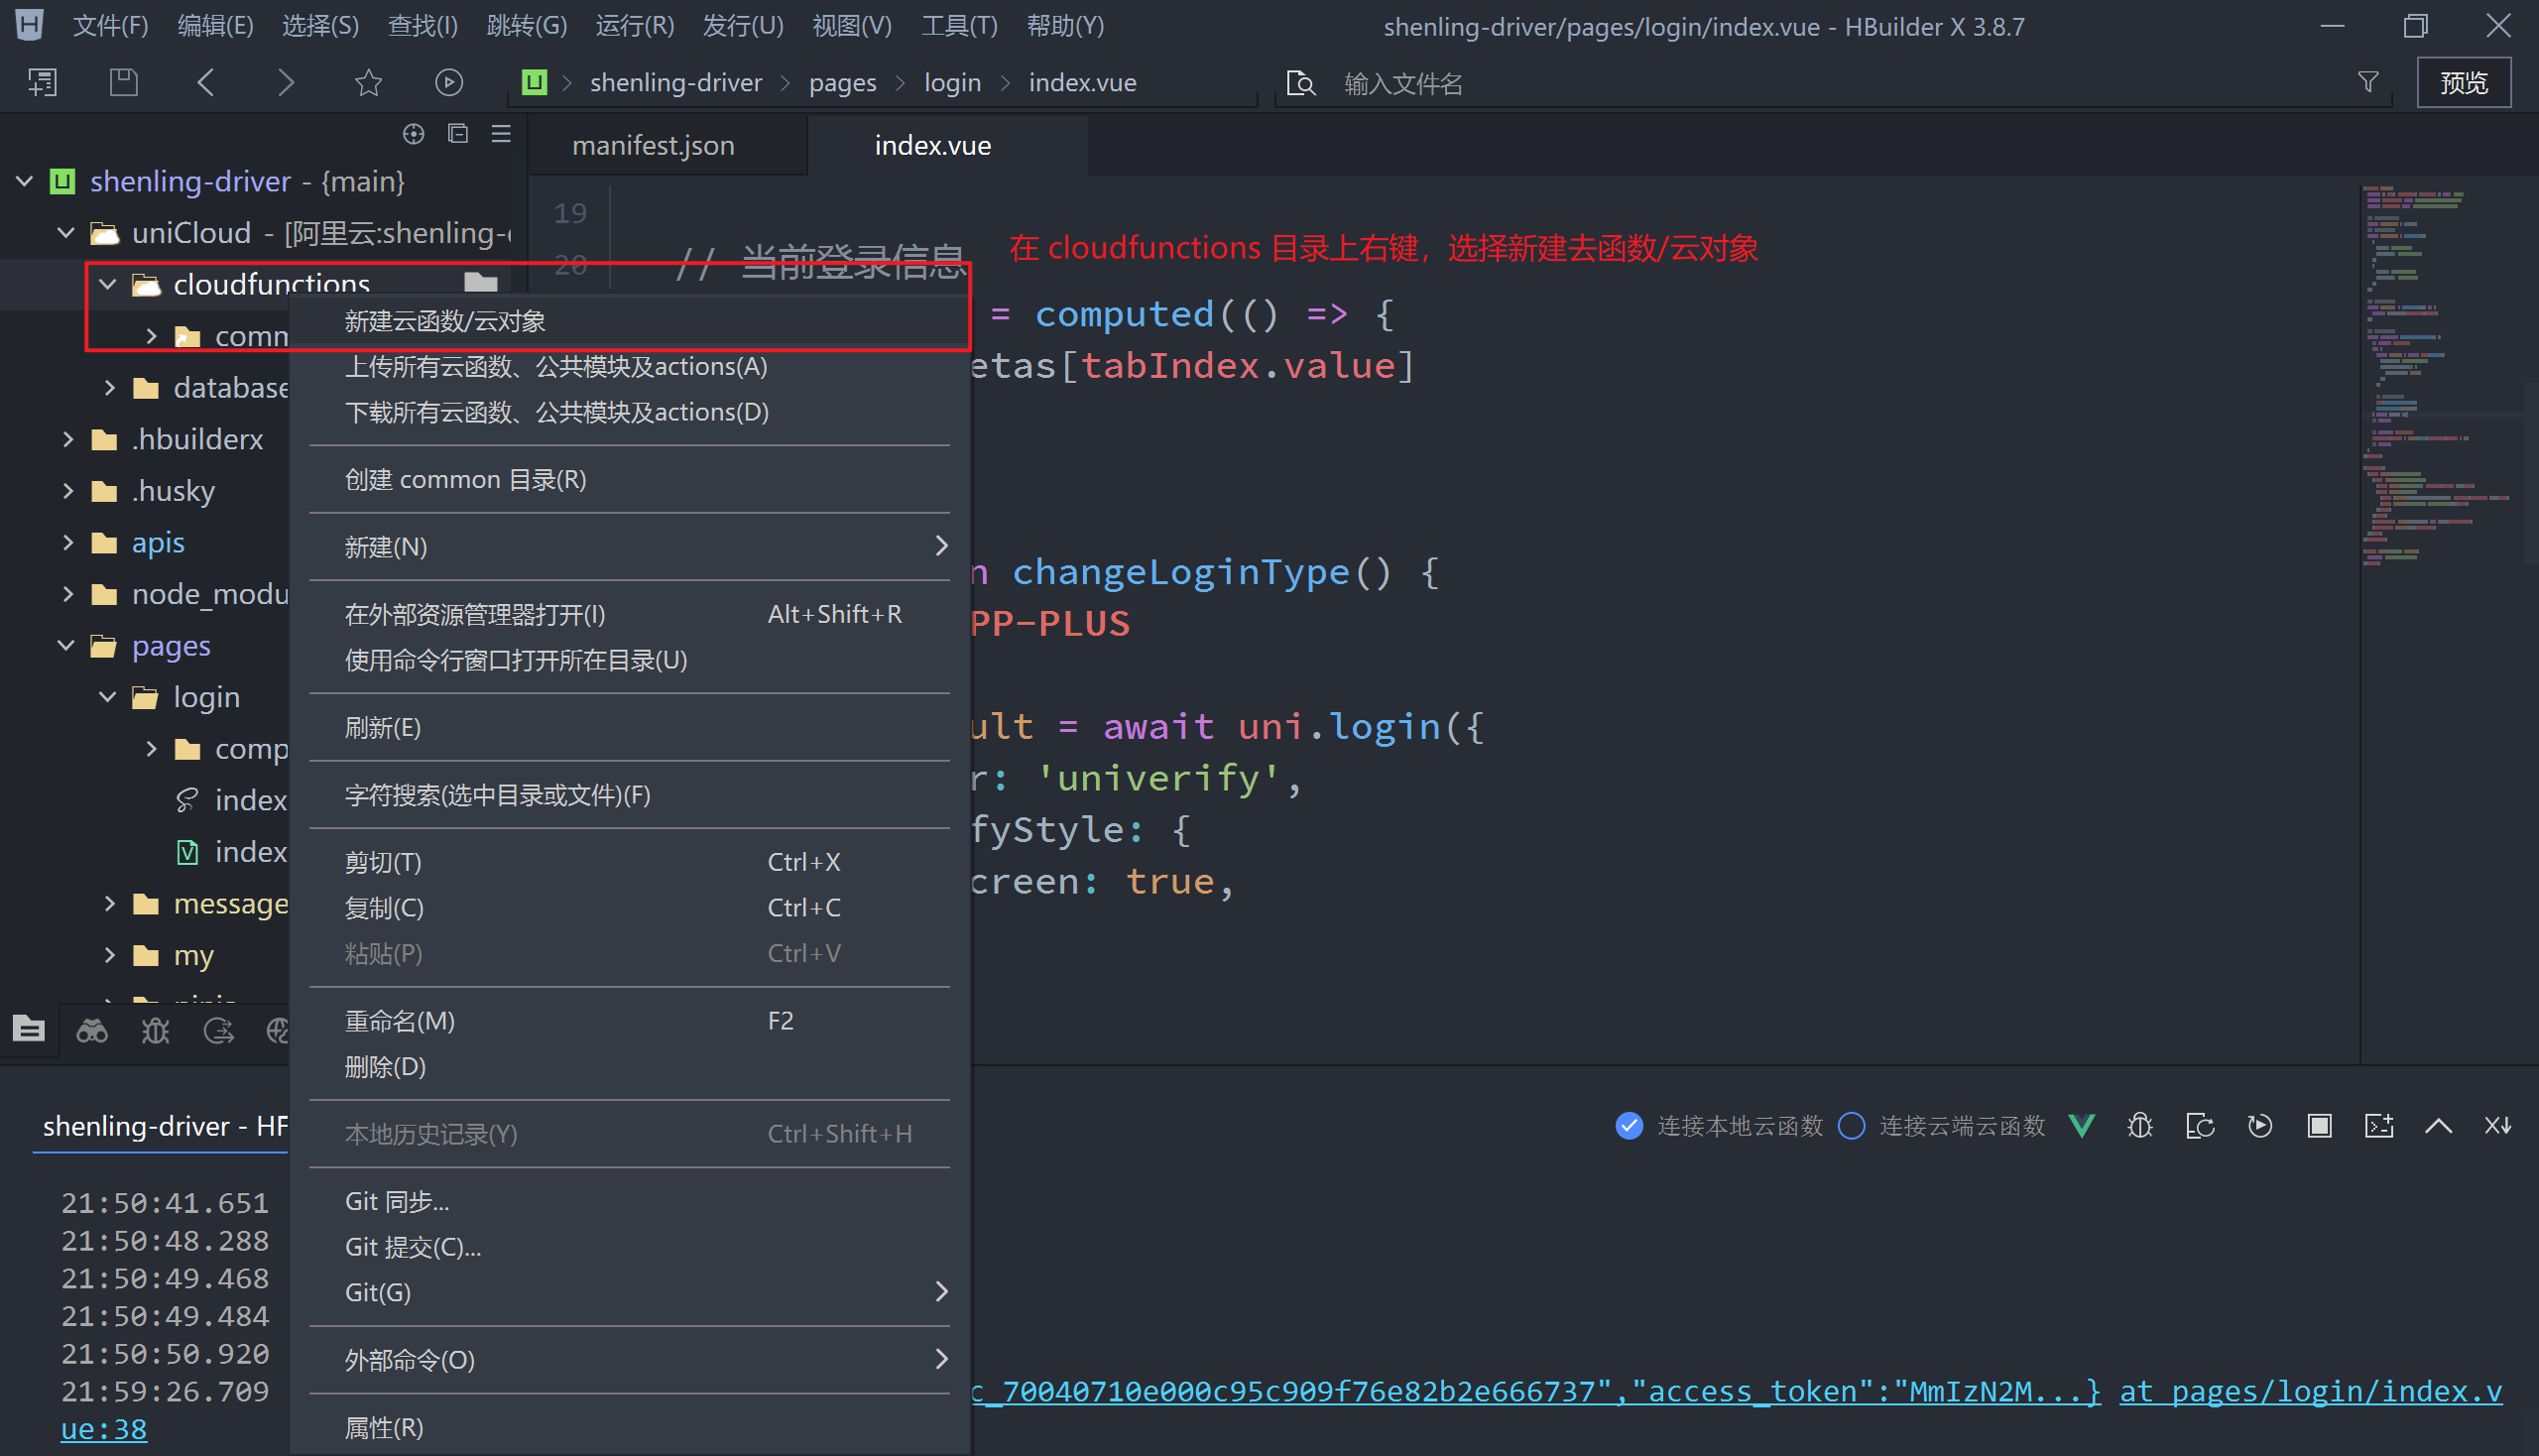 文件(F) 编辑(E) 选择(S) 查找(I) 跳转(G) 运行(R) 发行(U) 视图(V) 工具(T) 帮助(Y) shenling-driver/pages/login/index.vue - HBuilder X 3.8.7
shenling-driver pages login index.vue 输入文件名 预览
manifest.json index.vue
shenling-driver - {main}
uniCloud - [阿里云:shenling-
cloudfunctions
comm
database
.hbuilderx
.husky
apis
node_modu
pages
login
comp
index
index
message
my
19
20 // 当前登录信息
在 cloudfunctions 目录上右键，选择新建去函数/云对象
= computed(() => {
etas[tabIndex.value]
n changeLoginType() {
PP-PLUS
ult = await uni.login({
r: 'univerify',
fyStyle: {
creen: true,
新建云函数/云对象
上传所有云函数、公共模块及actions(A)
下载所有云函数、公共模块及actions(D)
创建 common 目录(R)
新建(N)
在外部资源管理器打开(I) Alt+Shift+R
使用命令行窗口打开所在目录(U)
刷新(E)
字符搜索(选中目录或文件)(F)
剪切(T) Ctrl+X
复制(C) Ctrl+C
粘贴(P) Ctrl+V
重命名(M) F2
删除(D)
本地历史记录(Y) Ctrl+Shift+H
Git 同步...
Git 提交(C)...
Git(G)
外部命令(O)
属性(R)
shenling-driver - HF
连接本地云函数 连接云端云函数
21:50:41.651
21:50:48.288
21:50:49.468
21:50:49.484
21:50:50.920
21:59:26.709 c_70040710e000c95c909f76e82b2e666737","access_token":"MmIzN2M...} at pages/login/index.v
ue:38